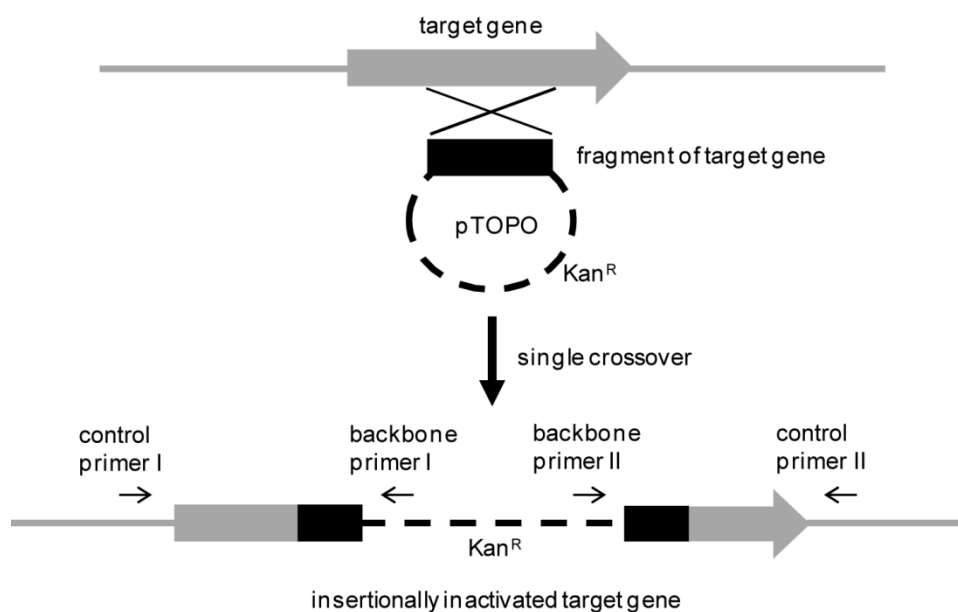 target gene
fragment of target gene
pTOPO
Kanᴿ
single crossover
control
primer I
backbone
primer I
backbone
primer II
control
primer II
Kanᴿ
insertionally inactivated target gene